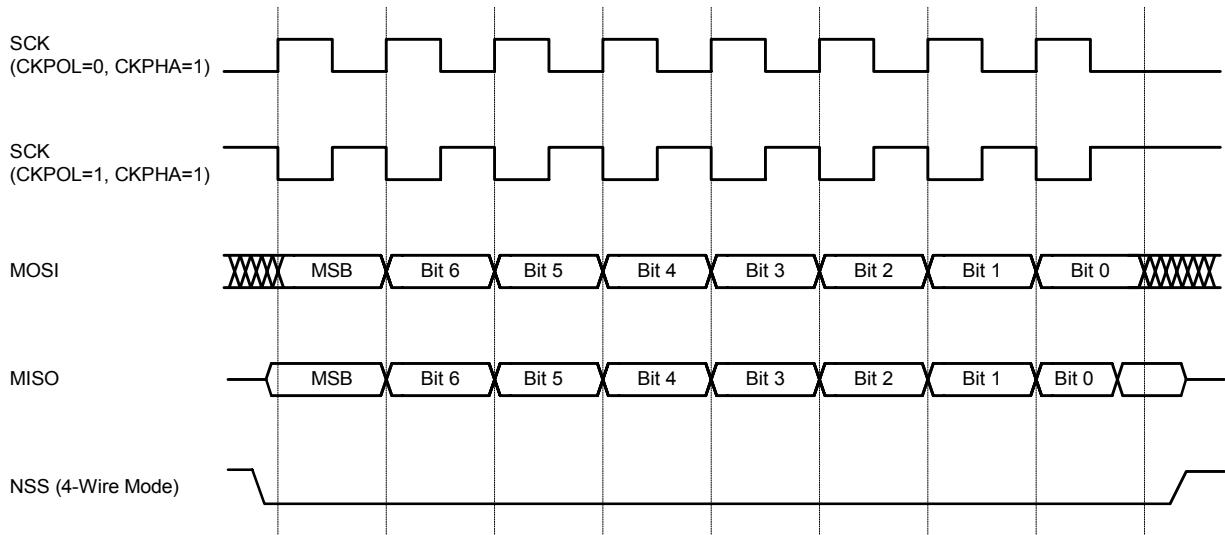 SCK
(CKPOL=0, CKPHA=1)
SCK
(CKPOL=1, CKPHA=1)
MOSI
MSB Bit 6 Bit 5 Bit 4 Bit 3 Bit 2 Bit 1 Bit 0
MISO
MSB Bit 6 Bit 5 Bit 4 Bit 3 Bit 2 Bit 1 Bit 0
NSS (4-Wire Mode)